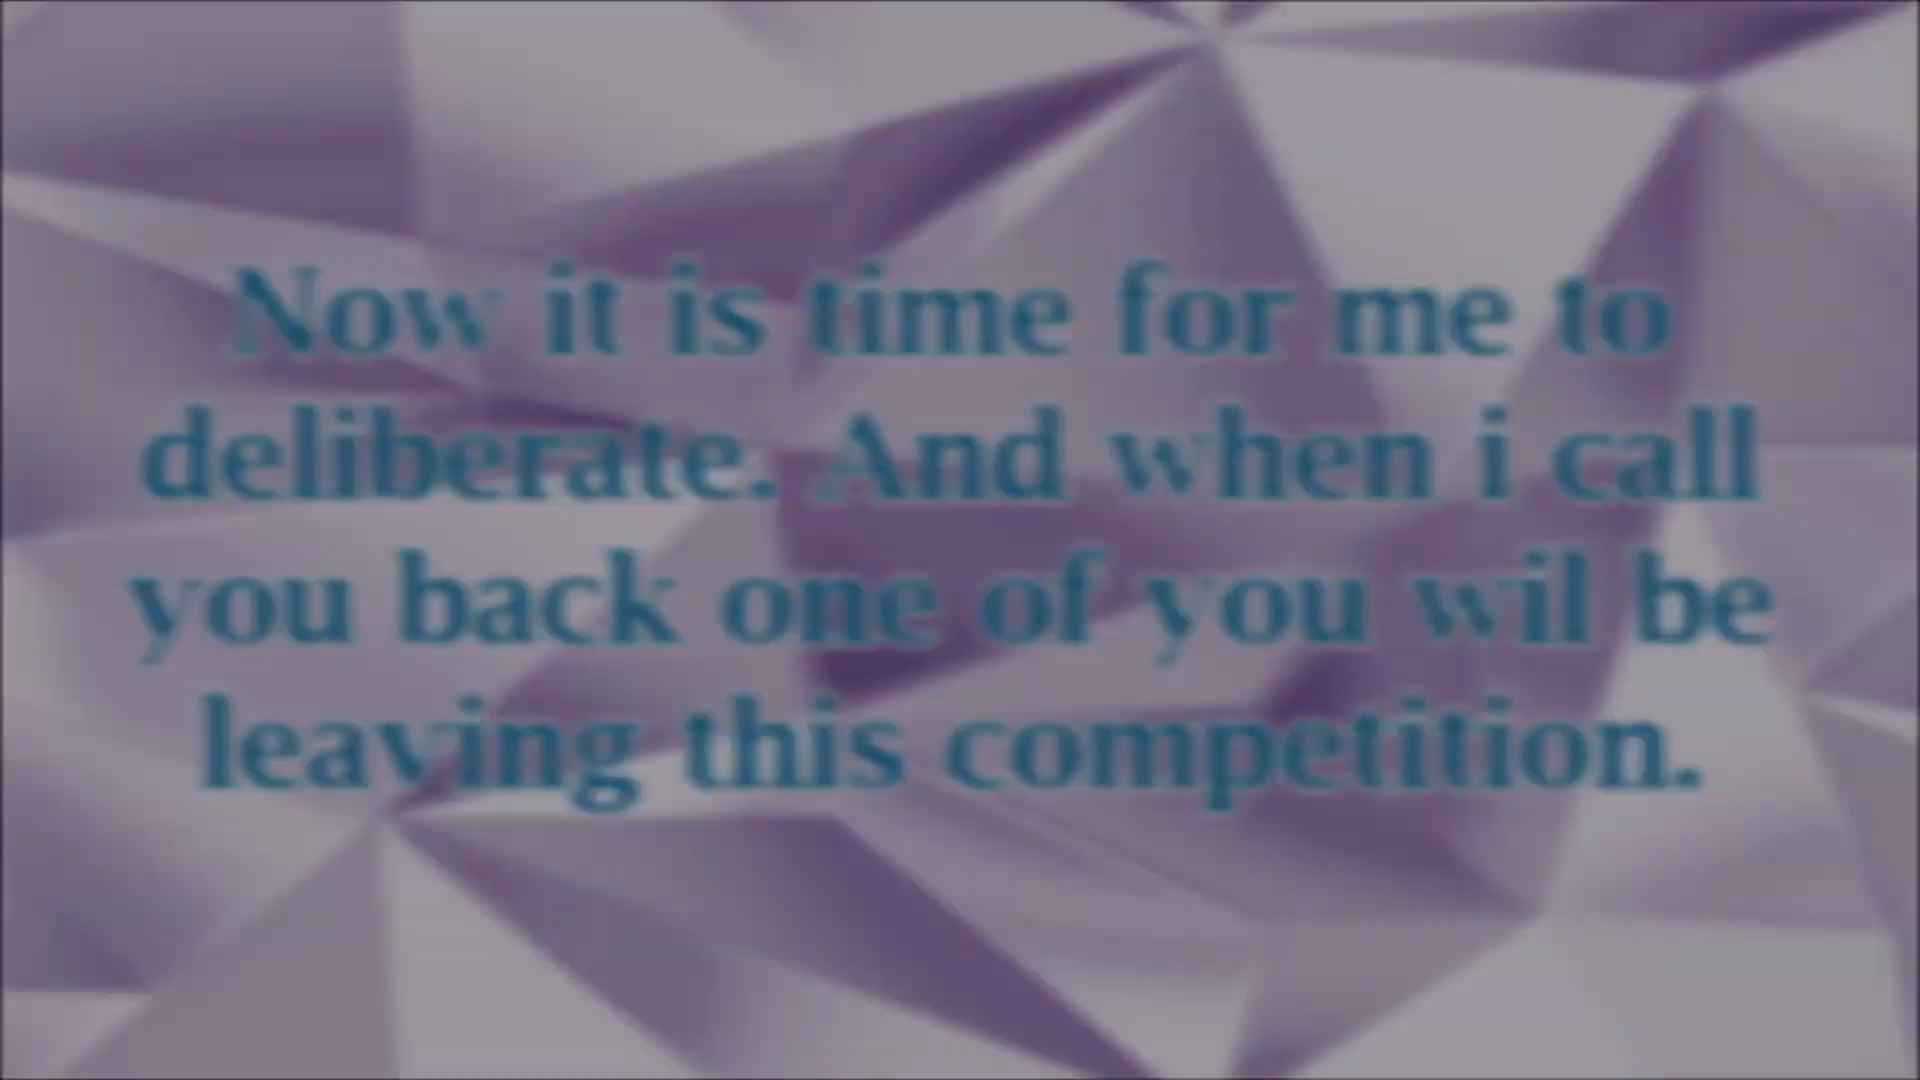 Now it is time for me to
deliberate. And when i call
you back one of you wil be
leaving this competition.